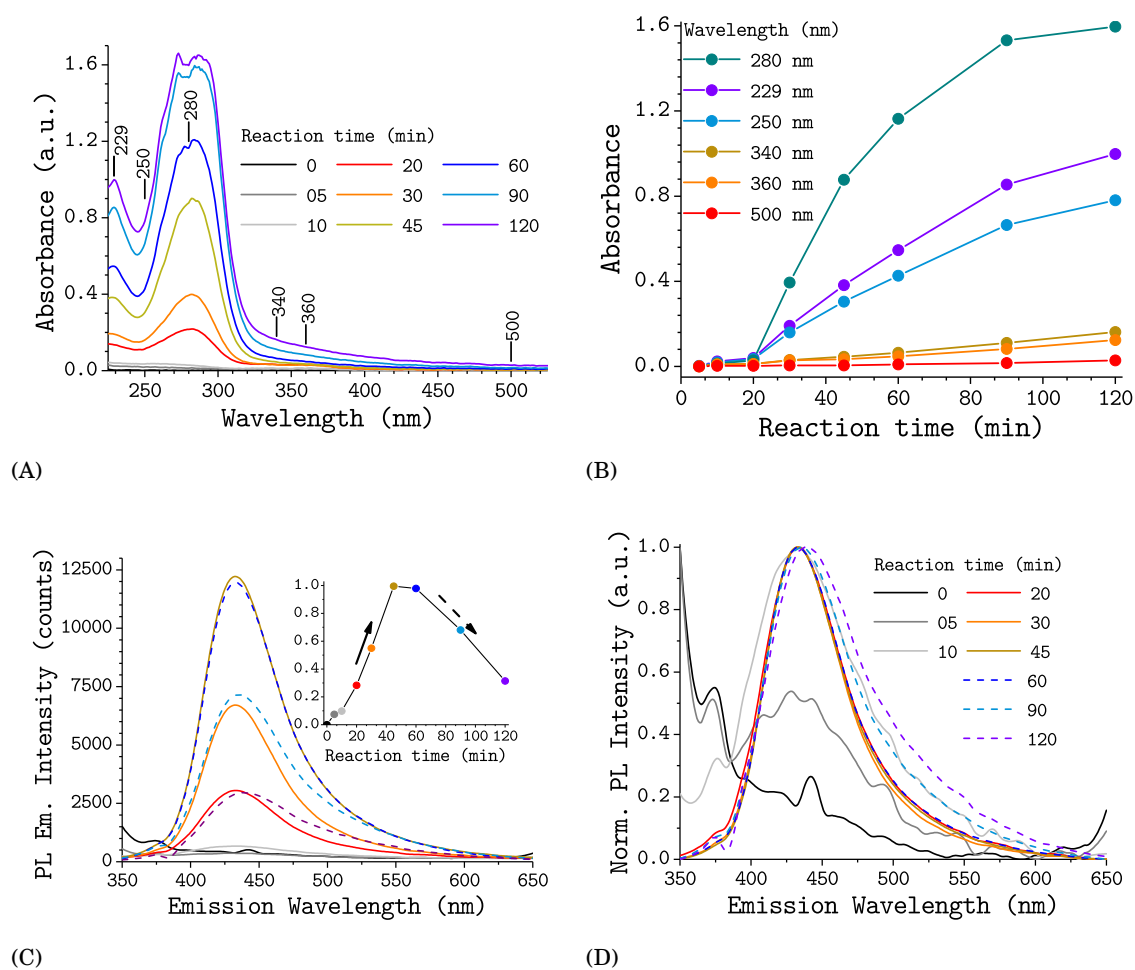 Absorbance (a.u.)
1.6
1.2
0.8
0.4
0.0
229
250
280
340
360
500
Reaction time (min)
0 20 60
05 30 90
10 45 120
250 300 350 400 450 500
Wavelength (nm)
(A)
Absorbance
1.6
1.2
0.8
0.4
0.0
Wavelength (nm)
280 nm
229 nm
250 nm
340 nm
360 nm
500 nm
0 20 40 60 80 100 120
Reaction time (min)
(B)
PL Em. Intensity (counts)
12500
10000
7500
5000
2500
0
1.0
0.8
0.6
0.4
0.2
0.0
0 20 40 60 80 100 120
Reaction time (min)
350 400 450 500 550 600 650
Emission Wavelength (nm)
(C)
Norm. PL Intensity (a.u.)
1.0
0.8
0.6
0.4
0.2
0.0
Reaction time (min)
0 20
05 30
10 45
60
90
120
350 400 450 500 550 600 650
Emission Wavelength (nm)
(D)